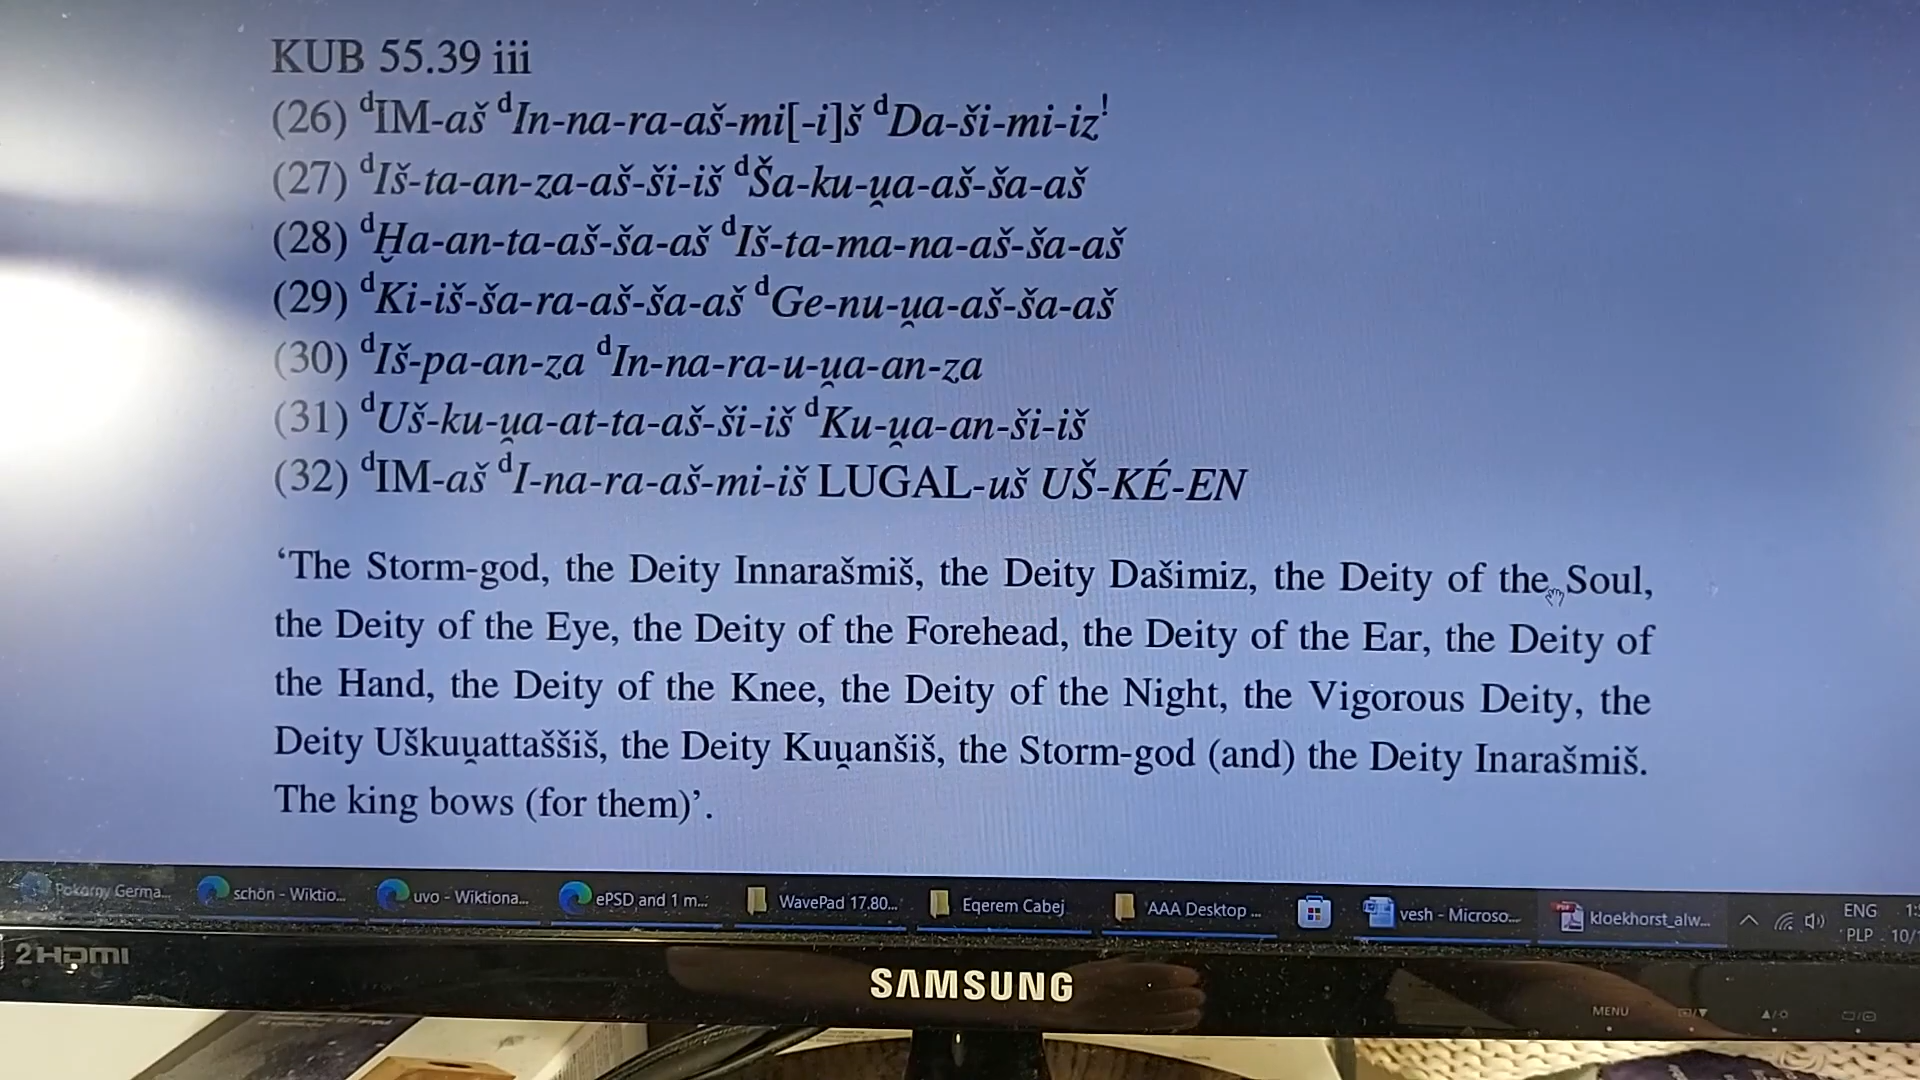 KUB 55.39 iii
(26) ᵈIM-aš ᵈIn-na-ra-aš-mi[-i]š ᵈDa-ši-mi-iz!
(27) ᵈIš-ta-an-za-aš-ši-iš ᵈŠa-ku-u̯a-aš-ša-aš
(28) ᵈḪa-an-ta-aš-ša-aš ᵈIš-ta-ma-na-aš-ša-aš
(29) ᵈKi-iš-ša-ra-aš-ša-aš ᵈGe-nu-u̯a-aš-ša-aš
(30) ᵈIš-pa-an-za ᵈIn-na-ra-u-u̯a-an-za
(31) ᵈUš-ku-u̯a-at-ta-aš-ši-iš ᵈKu-u̯a-an-ši-iš
(32) ᵈIM-aš ᵈI-na-ra-aš-mi-iš LUGAL-uš UŠ-KÉ-EN
‘The Storm-god, the Deity Innarašmiš, the Deity Dašimiz, the Deity of the Soul,
the Deity of the Eye, the Deity of the Forehead, the Deity of the Ear, the Deity of
the Hand, the Deity of the Knee, the Deity of the Night, the Vigorous Deity, the
Deity Uškuu̯attaššiš, the Deity Kuu̯anšiš, the Storm-god (and) the Deity Inarašmiš.
The king bows (for them)’.
Pokorny Germa... schön - Wiktio... uvo - Wiktiona... ePSD and 1 m... WavePad 17.80... Eqerem Cabej AAA Desktop ... vesh - Microso... kloekhorst_alw... ENG
PLP 10/
2 HDMI
SAMSUNG
MENU